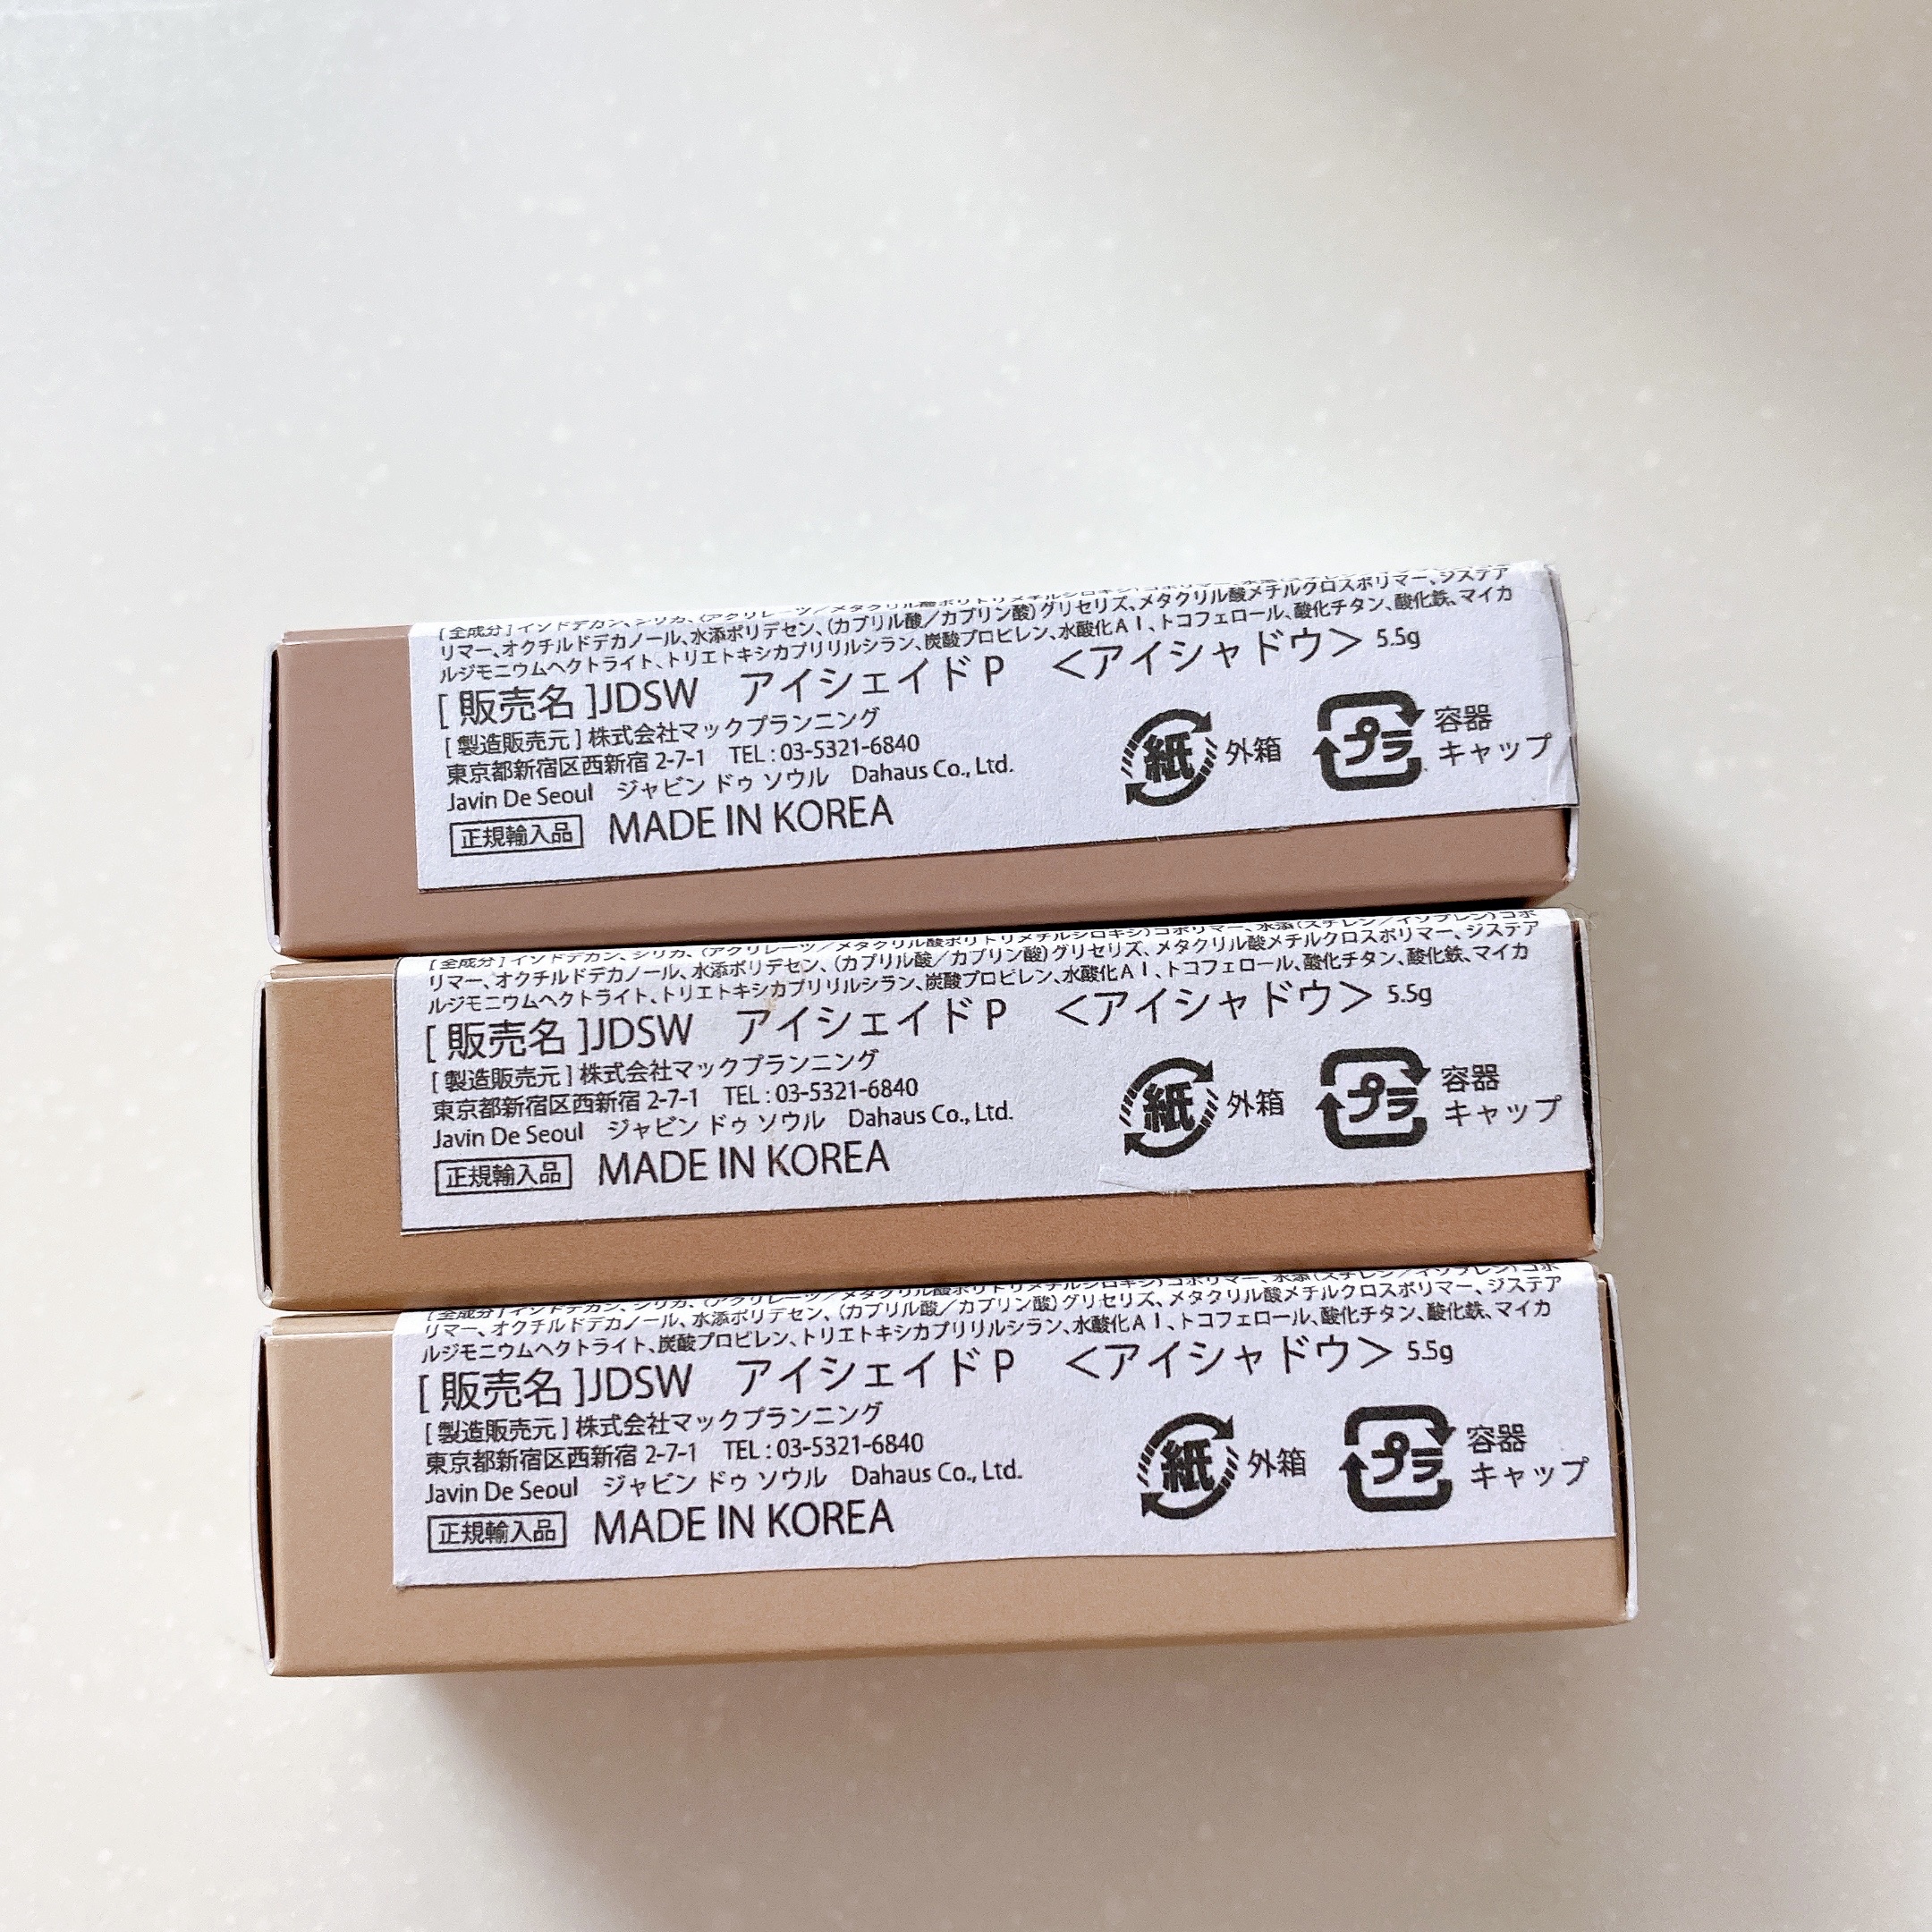 [全成分]インドデカン、シリカ、(アクリレーツ/メタクリル酸ポリトリメチルシロキシ)コポリマー、水添
リマー、オクチルドデカノール、水添ポリデセン、(カプリル酸/カプリン酸)グリセリズ、メタクリル酸メチルクロスポリマー、ジステア
ルジモニウムヘクトライト、トリエトキシカプリリルシラン、炭酸プロピレン、水酸化AI、トコフェロール、酸化チタン、酸化鉄、マイカ
[販売名]JDSW アイシェイドP <アイシャドウ> 5.5g
[製造販売元]株式会社マックプランニング
東京都新宿区西新宿 2-7-1 TEL : 03-5321-6840
Javin De Seoul ジャビン ドゥ ソウル Dahaus Co., Ltd.
正規輸入品 MADE IN KOREA
紙 外箱
プラ 容器
キャップ
[全成分]インドデカン、シリカ、(アクリレーツ/メタクリル酸ポリトリメチルシロキシ)コポリマー、水添(スチレン/イソプレン)コポ
リマー、オクチルドデカノール、水添ポリデセン、(カプリル酸/カプリン酸)グリセリズ、メタクリル酸メチルクロスポリマー、ジステア
ルジモニウムヘクトライト、トリエトキシカプリリルシラン、炭酸プロピレン、水酸化AI、トコフェロール、酸化チタン、酸化鉄、マイカ
[販売名]JDSW アイシェイドP <アイシャドウ> 5.5g
[製造販売元]株式会社マックプランニング
東京都新宿区西新宿 2-7-1 TEL : 03-5321-6840
Javin De Seoul ジャビン ドゥ ソウル Dahaus Co., Ltd.
正規輸入品 MADE IN KOREA
紙 外箱
プラ 容器
キャップ
[全成分]インドデカン、シリカ、(アクリレーツ/メタクリル酸ポリトリメチルシロキシ)コポリマー、水添(スチレン/イソプレン)コポ
リマー、オクチルドデカノール、水添ポリデセン、(カプリル酸/カプリン酸)グリセリズ、メタクリル酸メチルクロスポリマー、ジステア
ルジモニウムヘクトライト、炭酸プロピレン、トリエトキシカプリリルシラン、水酸化AI、トコフェロール、酸化チタン、酸化鉄、マイカ
[販売名]JDSW アイシェイドP <アイシャドウ> 5.5g
[製造販売元]株式会社マックプランニング
東京都新宿区西新宿 2-7-1 TEL : 03-5321-6840
Javin De Seoul ジャビン ドゥ ソウル Dahaus Co., Ltd.
正規輸入品 MADE IN KOREA
紙 外箱
プラ 容器
キャップ